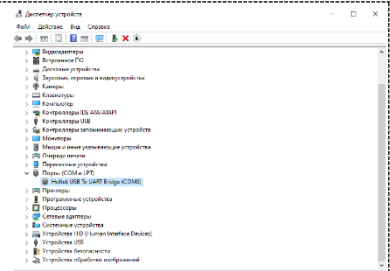 Диспетчер устройств
Файл Действие Вид Справка
Видеоадаптеры
Встроенное ПО
Дисковые устройства
Звуковые, игровые и видеоустройства
Камеры
Клавиатуры
Компьютер
Контроллеры IDE ATA/ATAPI
Контроллеры USB
Контроллеры запоминающих устройств
Мониторы
Мыши и иные указывающие устройства
Очереди печати
Переносные устройства
Порты (COM и LPT)
Holtek USB To UART Bridge (COM3)
Принтеры
Программные устройства
Процессоры
Сетевые адаптеры
Системные устройства
Устройства HID (Human Interface Devices)
Устройства USB
Устройства безопасности
Устройства обработки изображений